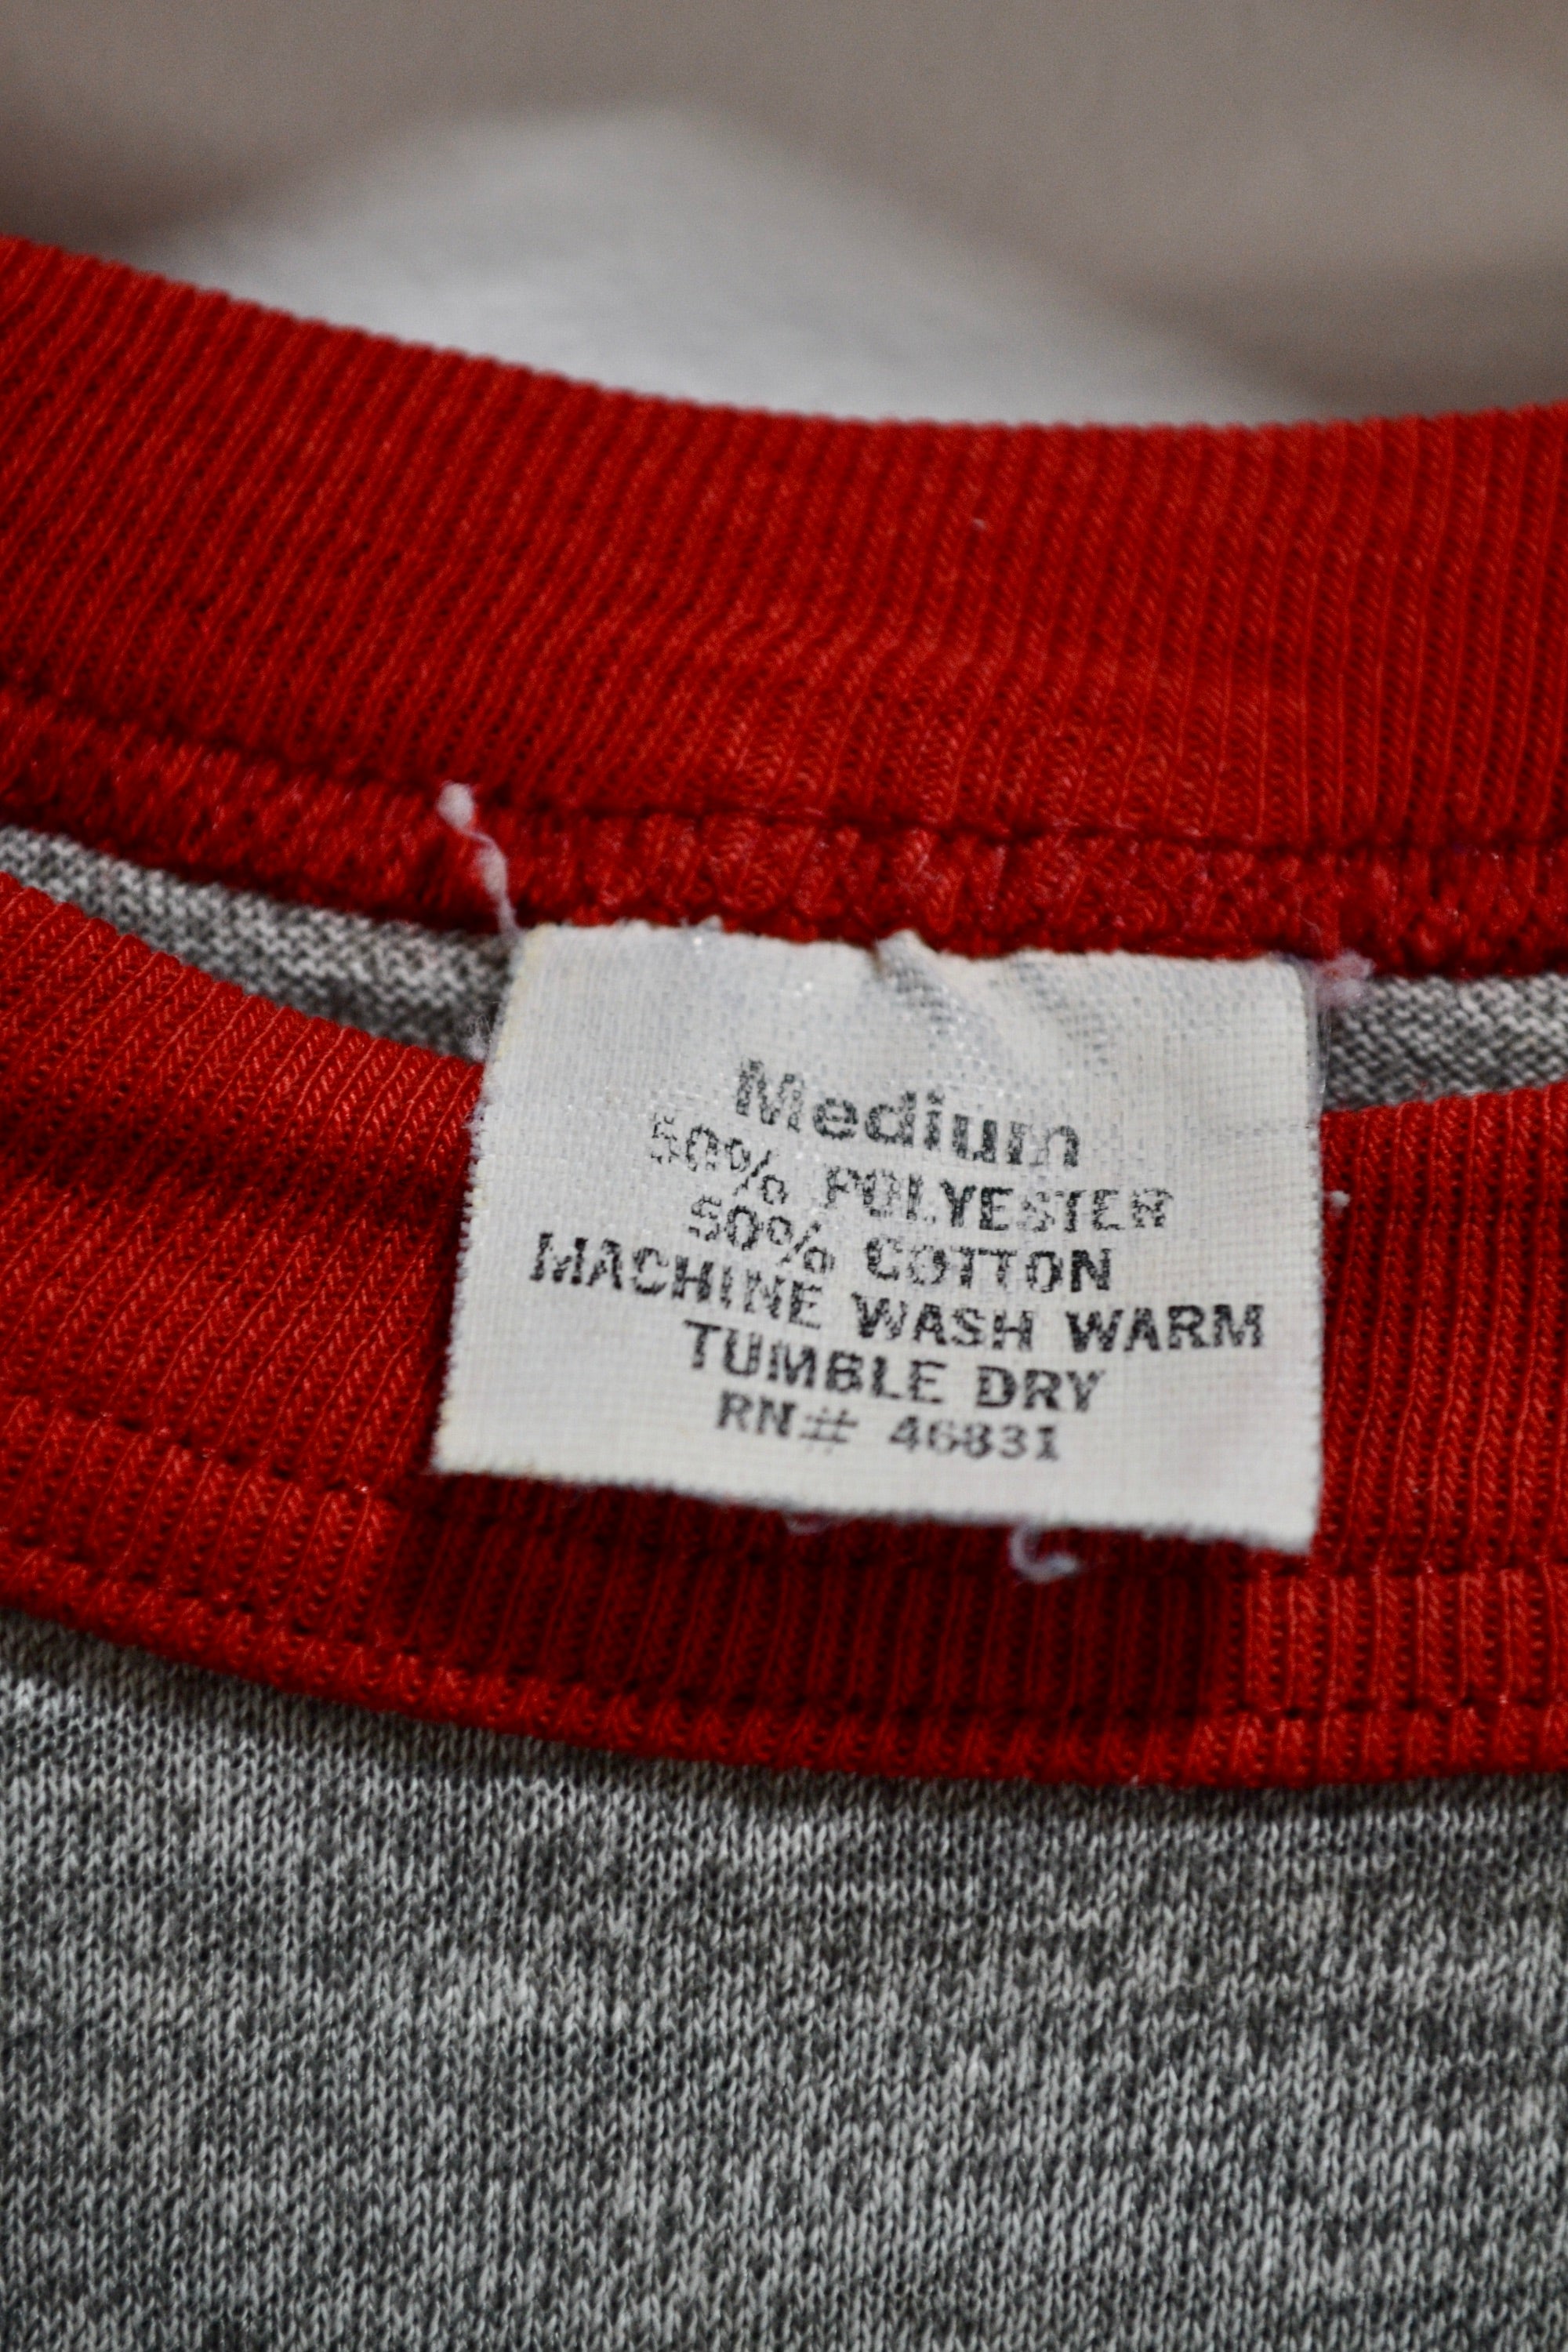 Medium
50% POLYESTER
50% COTTON
MACHINE WASH WARM
TUMBLE DRY
RN# 46831